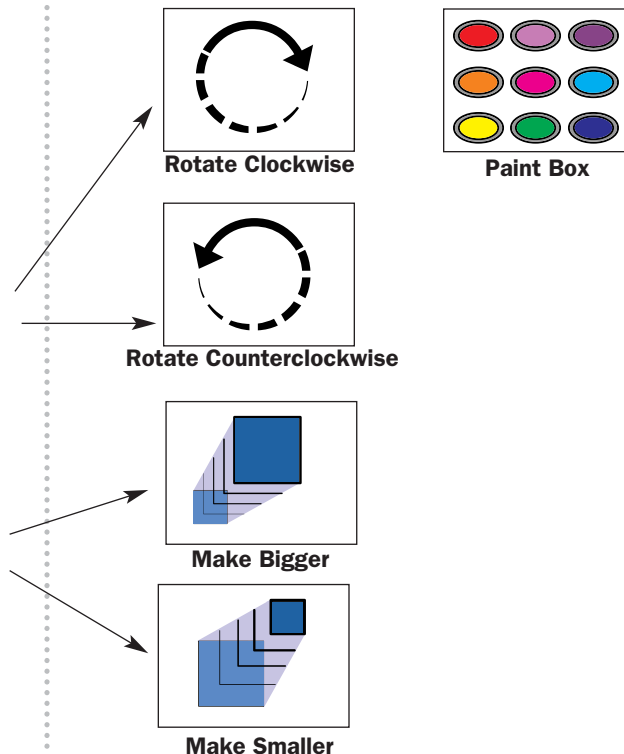 Rotate Clockwise
Paint Box
Rotate Counterclockwise
Make Bigger
Make Smaller